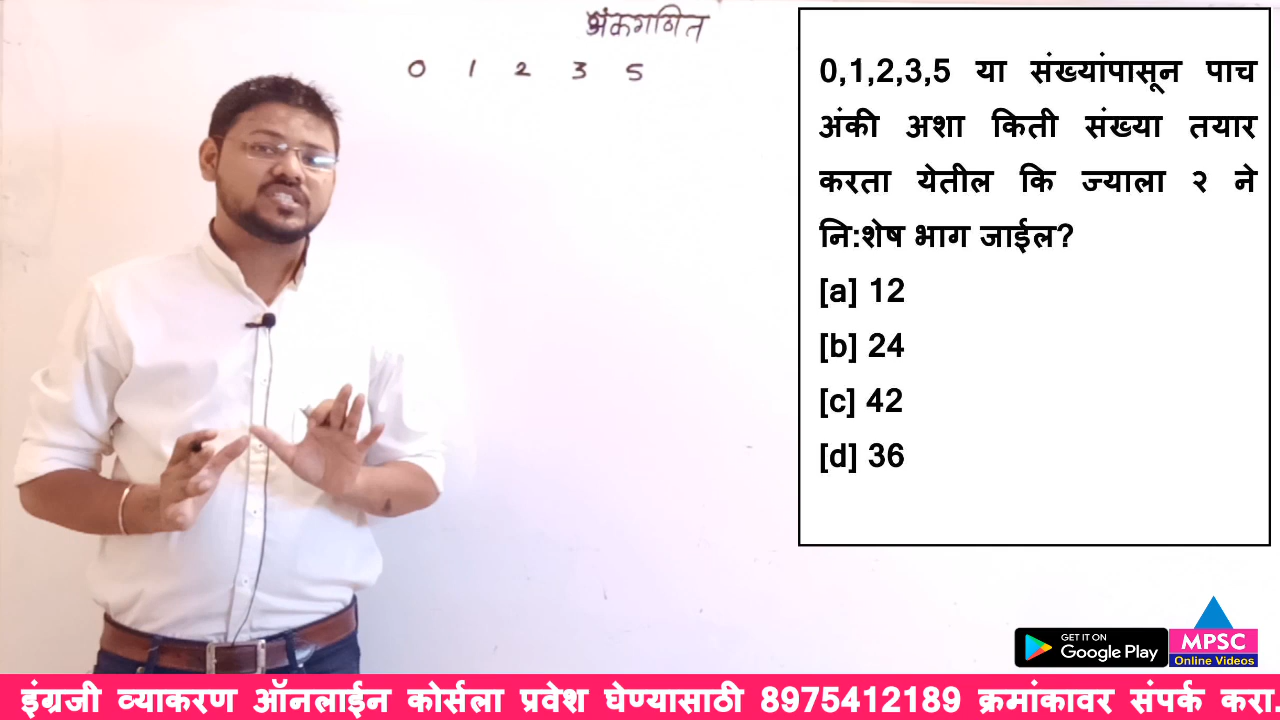 अंकगणित
0 1 2 3 5
0,1,2,3,5 या संख्यांपासून पाच
अंकी अशा किती संख्या तयार
करता येतील कि ज्याला २ ने
नि:शेष भाग जाईल?
[a] 12
[b] 24
[c] 42
[d] 36
GET IT ON
Google Play
MPSC
Online Videos
इंग्रजी व्याकरण ऑनलाईन कोर्सला प्रवेश घेण्यासाठी 8975412189 क्रमांकावर संपर्क करा.